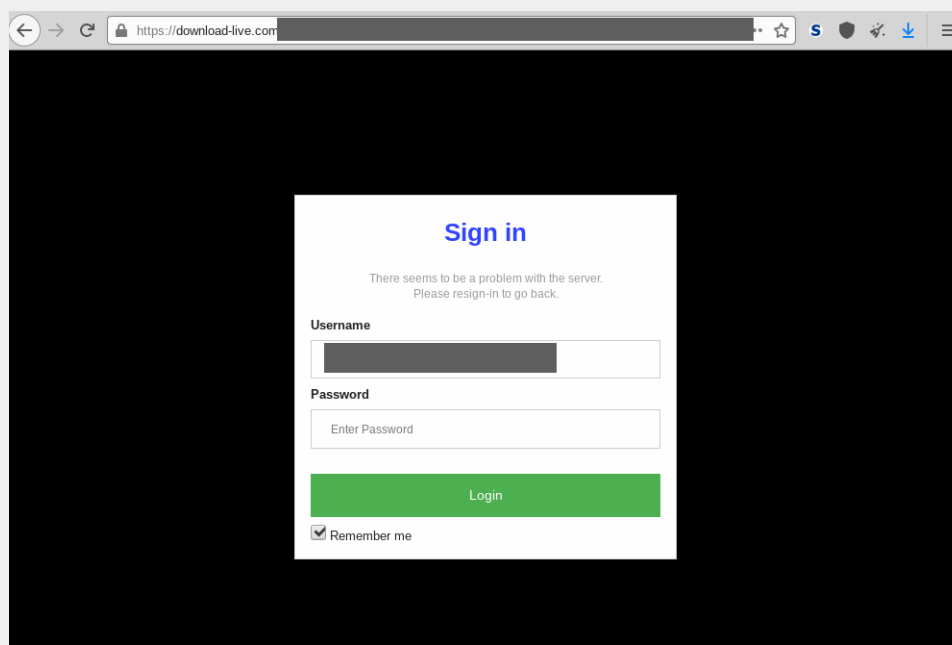 https://download-live.com
S
Sign in
There seems to be a problem with the server.
Please resign-in to go back.
Username
Password
Enter Password
Login
Remember me